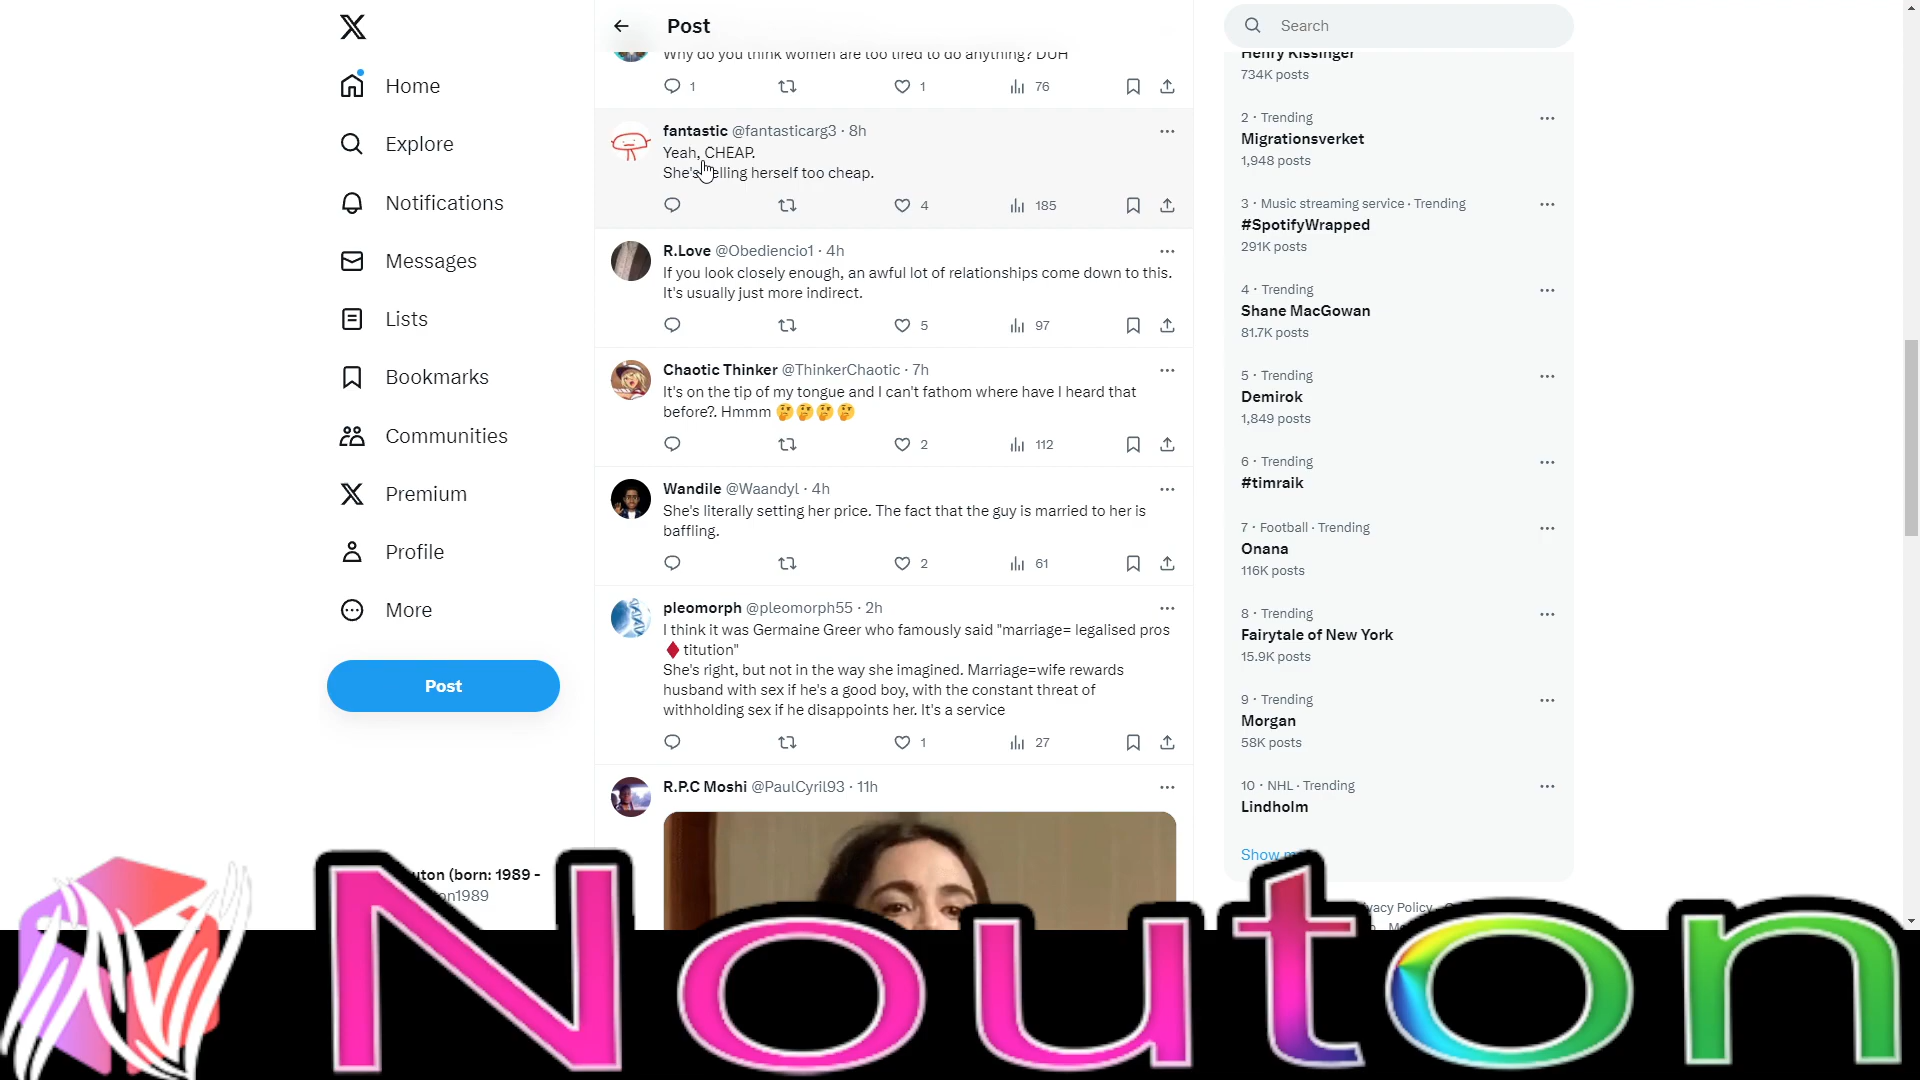 Home
Explore
Notifications
Messages
Lists
Bookmarks
Communities
Premium
Profile
More
Post
uton (born: 1989 -
on1989
Post
Why do you think women are too tired to do anything? DUH
1 1 76
fantastic @fantasticarg3 · 8h
Yeah, CHEAP.
She's selling herself too cheap.
4 185
R.Love @Obediencio1 · 4h
If you look closely enough, an awful lot of relationships come down to this.
It's usually just more indirect.
5 97
Chaotic Thinker @ThinkerChaotic · 7h
It's on the tip of my tongue and I can't fathom where have I heard that
before?. Hmmm 🤔🤔🤔🤔
2 112
Wandile @Waandyl · 4h
She's literally setting her price. The fact that the guy is married to her is
baffling.
2 61
pleomorph @pleomorph55 · 2h
I think it was Germaine Greer who famously said "marriage= legalised pros
♦️titution"
She's right, but not in the way she imagined. Marriage=wife rewards
husband with sex if he's a good boy, with the constant threat of
withholding sex if he disappoints her. It's a service
1 27
R.P.C Moshi @PaulCyril93 · 11h
Search
Henry Kissinger
734K posts
2 · Trending
Migrationsverket
1,948 posts
3 · Music streaming service · Trending
#SpotifyWrapped
291K posts
4 · Trending
Shane MacGowan
81.7K posts
5 · Trending
Demirok
1,849 posts
6 · Trending
#timraik
7 · Football · Trending
Onana
116K posts
8 · Trending
Fairytale of New York
15.9K posts
9 · Trending
Morgan
58K posts
10 · NHL · Trending
Lindholm
Show
vacy Policy
Nouton